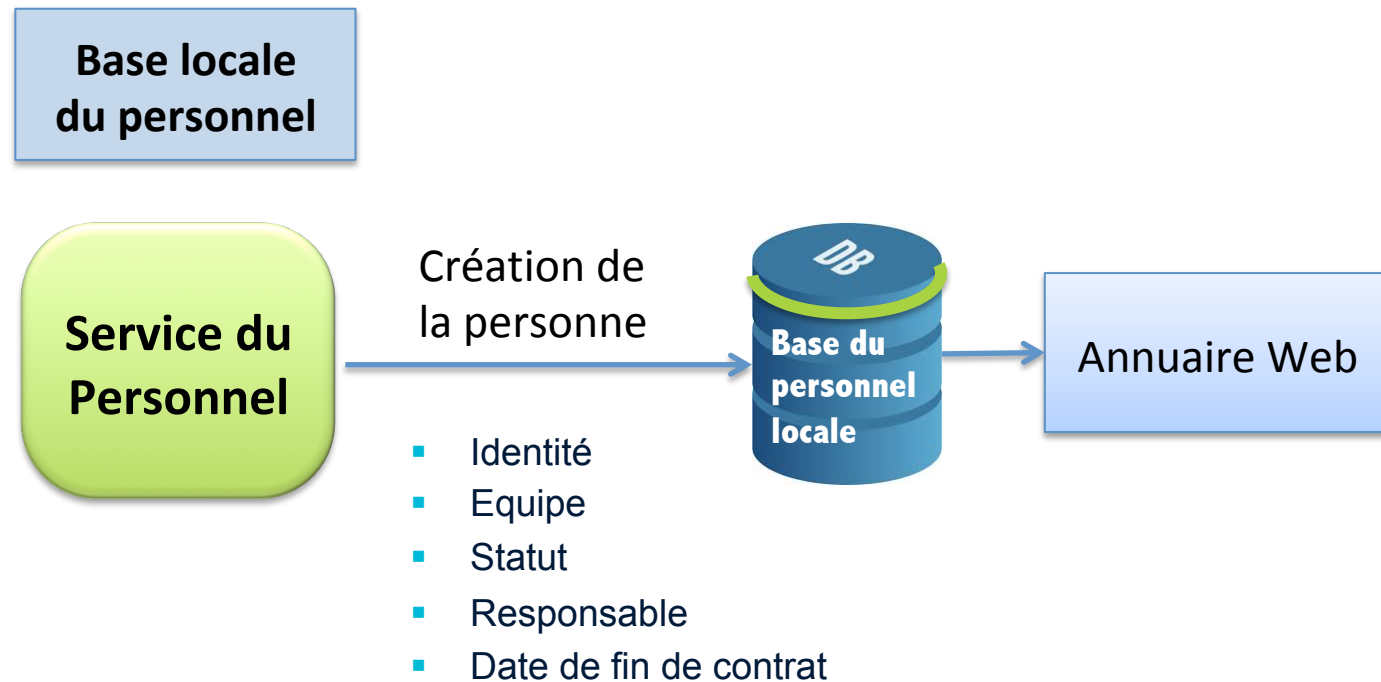 Base locale
du personnel
Service du
Personnel
Création de
la personne
▪ Identité
▪ Equipe
▪ Statut
▪ Responsable
▪ Date de fin de contrat
DB
Base du
personnel
locale
Annuaire Web